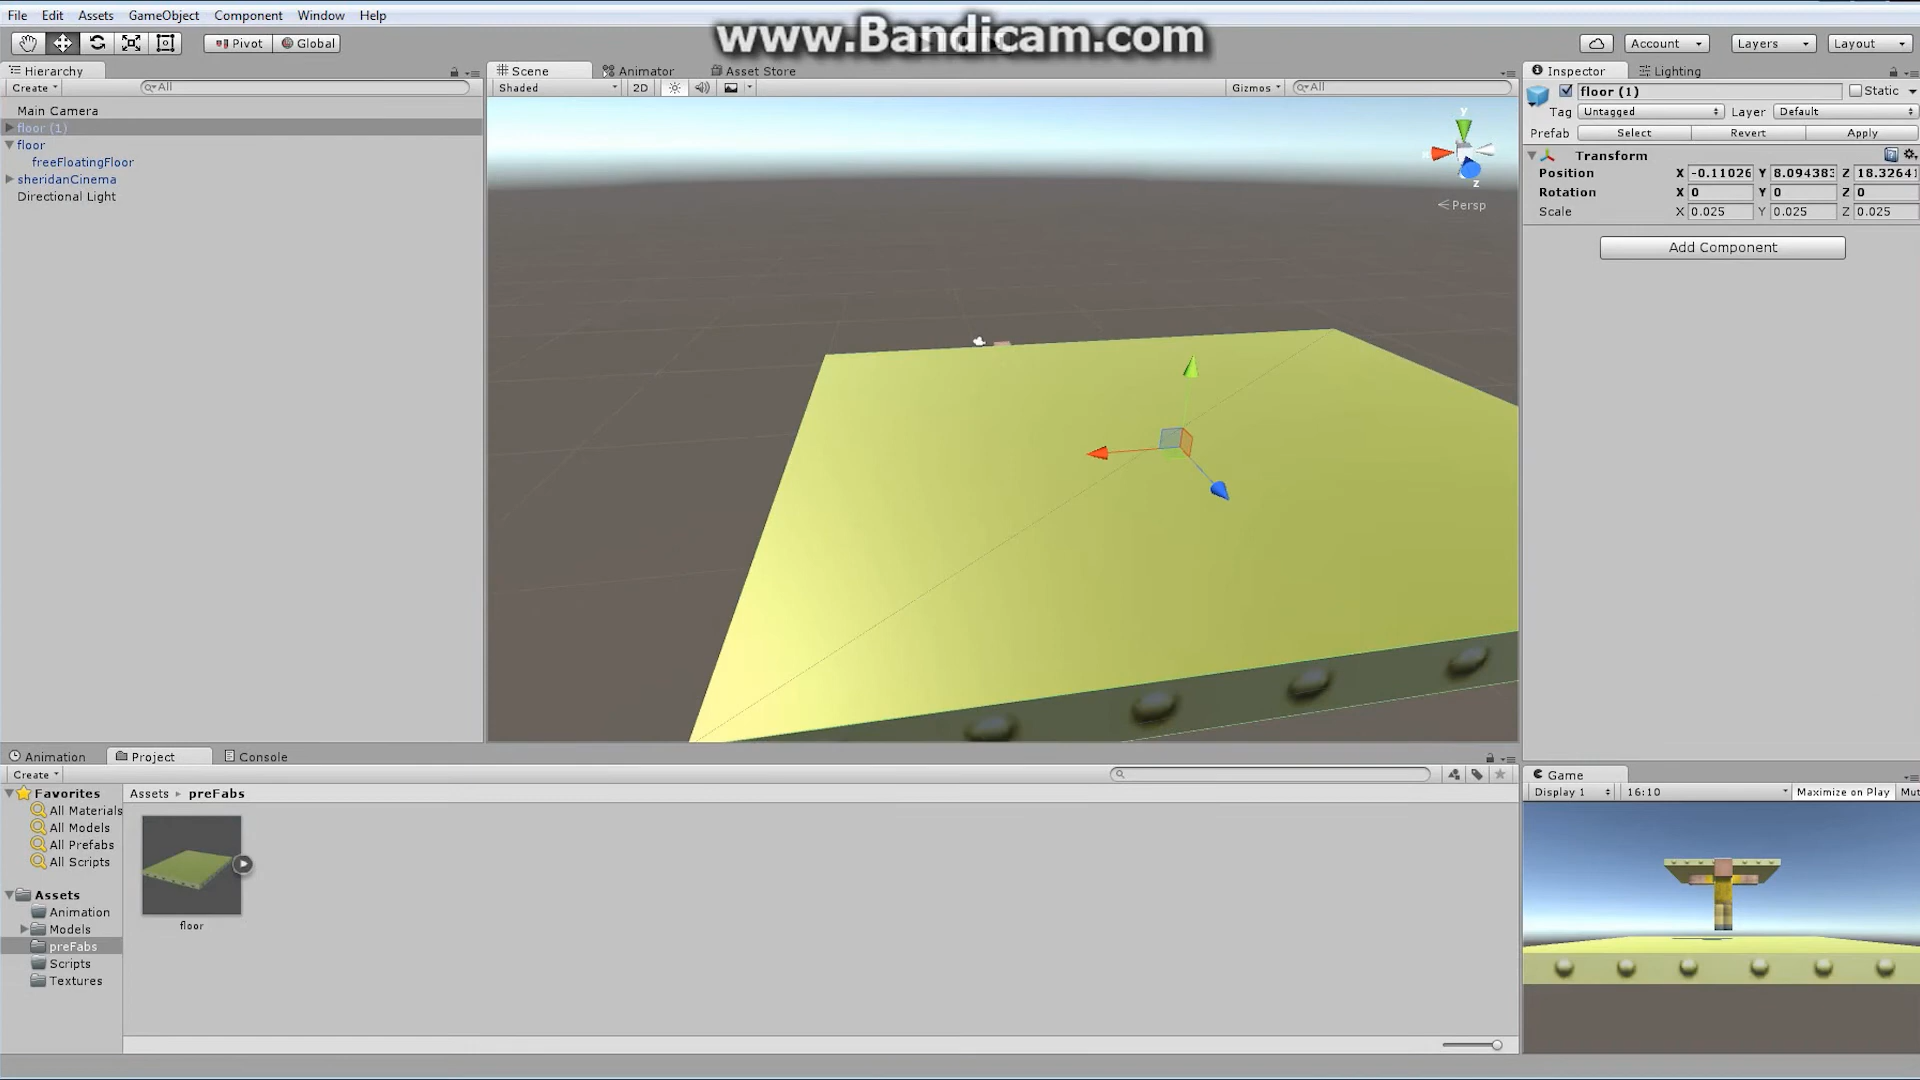 File Edit Assets GameObject Component Window Help
www.Bandicam.com
Pivot Global Account Layers Layout
Hierarchy Scene Animator Asset Store Inspector Lighting
Create All Shaded 2D Gizmos All
floor (1) Static
Main Camera
floor (1)
floor
freeFloatingFloor
sheridanCinema
Directional Light
Tag Untagged Layer Default
Prefab Select Revert Apply
Transform
Position X -0.11026 Y 8.094383 Z 18.32641
Rotation X 0 Y 0 Z 0
Scale X 0.025 Y 0.025 Z 0.025
Add Component
y
z
Persp
Animation Project Console
Create
Favorites
All Materials
All Models
All Prefabs
All Scripts
Assets
Animation
Models
preFabs
Scripts
Textures
Assets preFabs
floor
Game
Display 1 16:10 Maximize on Play Mut